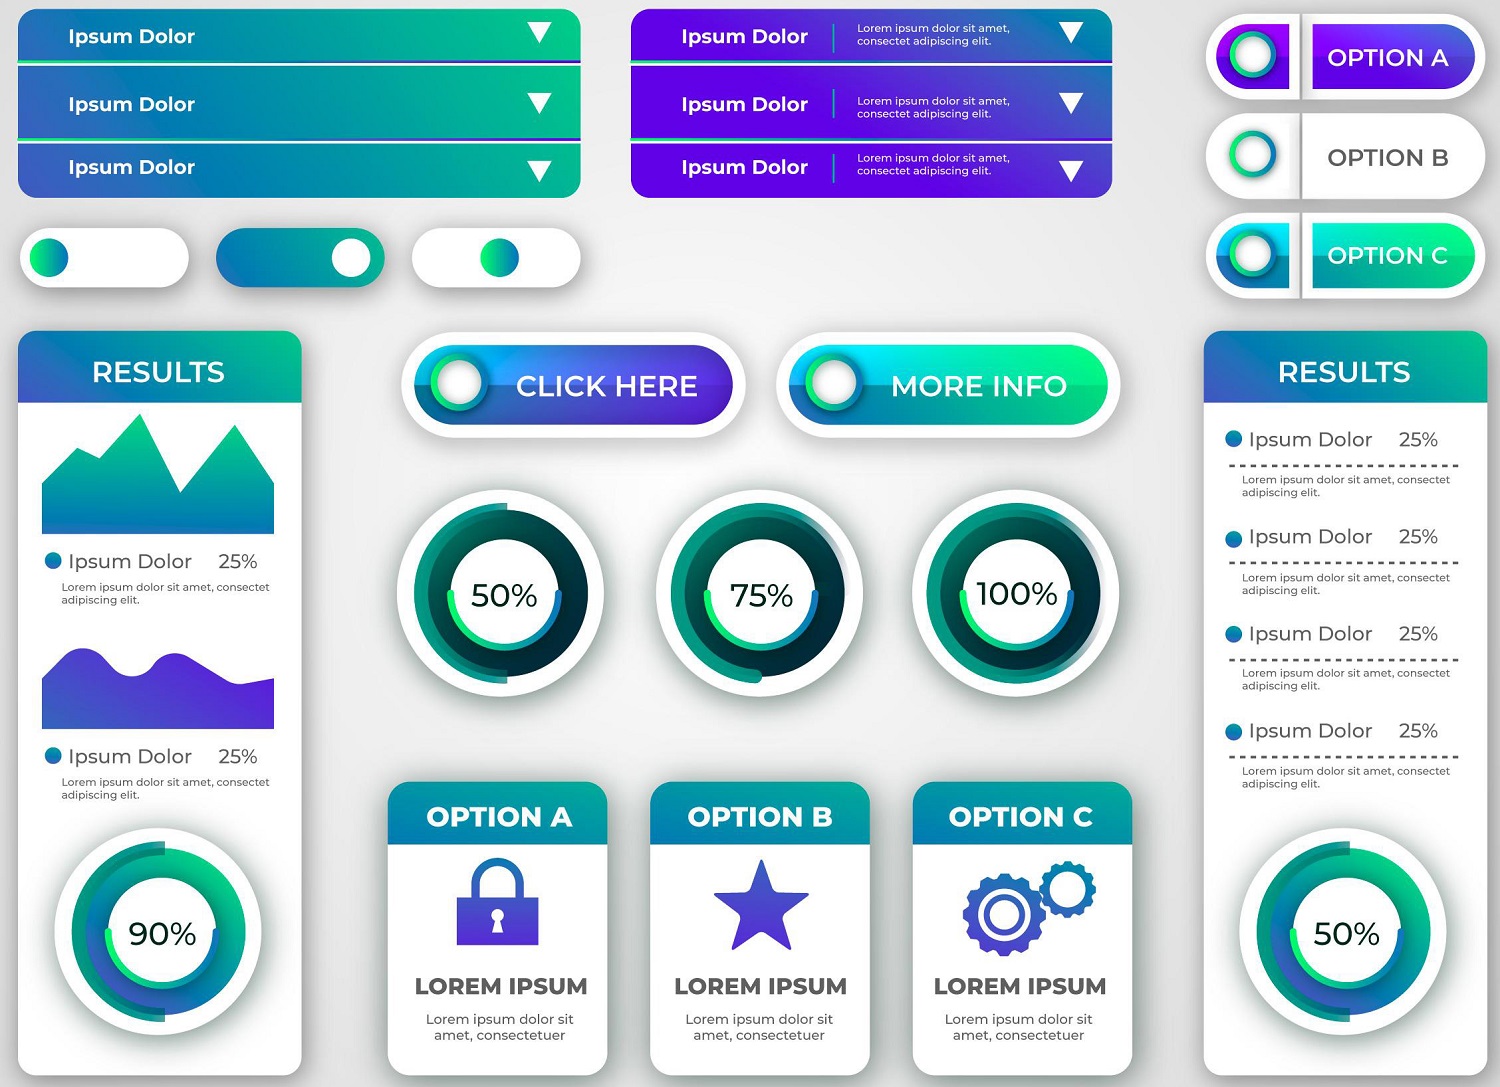 Ipsum Dolor
Ipsum Dolor
Ipsum Dolor
Ipsum Dolor
Lorem ipsum dolor sit amet,
consectet adipiscing elit.
Ipsum Dolor
Lorem ipsum dolor sit amet,
consectet adipiscing elit.
Ipsum Dolor
Lorem ipsum dolor sit amet,
consectet adipiscing elit.
OPTION A
OPTION B
OPTION C
RESULTS
Ipsum Dolor 25%
Lorem ipsum dolor sit amet, consectet
adipiscing elit.
Ipsum Dolor 25%
Lorem ipsum dolor sit amet, consectet
adipiscing elit.
90%
CLICK HERE
MORE INFO
50%
75%
100%
OPTION A
LOREM IPSUM
Lorem ipsum dolor sit
amet, consectetuer
OPTION B
LOREM IPSUM
Lorem ipsum dolor sit
amet, consectetuer
OPTION C
LOREM IPSUM
Lorem ipsum dolor sit
amet, consectetuer
RESULTS
Ipsum Dolor 25%
Lorem ipsum dolor sit amet, consectet
adipiscing elit.
Ipsum Dolor 25%
Lorem ipsum dolor sit amet, consectet
adipiscing elit.
Ipsum Dolor 25%
Lorem ipsum dolor sit amet, consectet
adipiscing elit.
Ipsum Dolor 25%
Lorem ipsum dolor sit amet, consectet
adipiscing elit.
50%